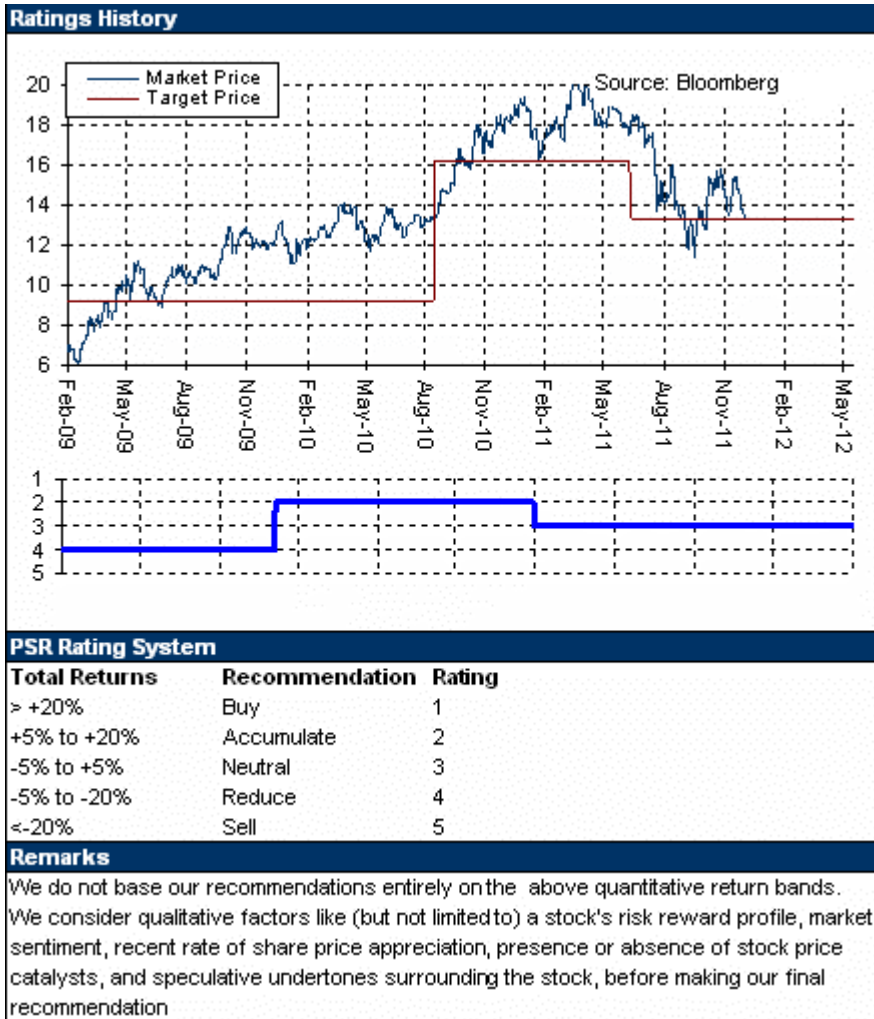 Ratings History
Market Price
Target Price
Source: Bloomberg
20
18
16
14
12
10
8
6
Feb-09
May-09
Aug-09
Nov-09
Feb-10
May-10
Aug-10
Nov-10
Feb-11
May-11
Aug-11
Nov-11
Feb-12
May-12
1
2
3
4
5
PSR Rating System
Total Returns Recommendation Rating
> +20% Buy 1
+5% to +20% Accumulate 2
-5% to +5% Neutral 3
-5% to -20% Reduce 4
<-20% Sell 5
Remarks
We do not base our recommendations entirely on the above quantitative return bands.
We consider qualitative factors like (but not limited to) a stock's risk reward profile, market
sentiment, recent rate of share price appreciation, presence or absence of stock price
catalysts, and speculative undertones surrounding the stock, before making our final
recommendation